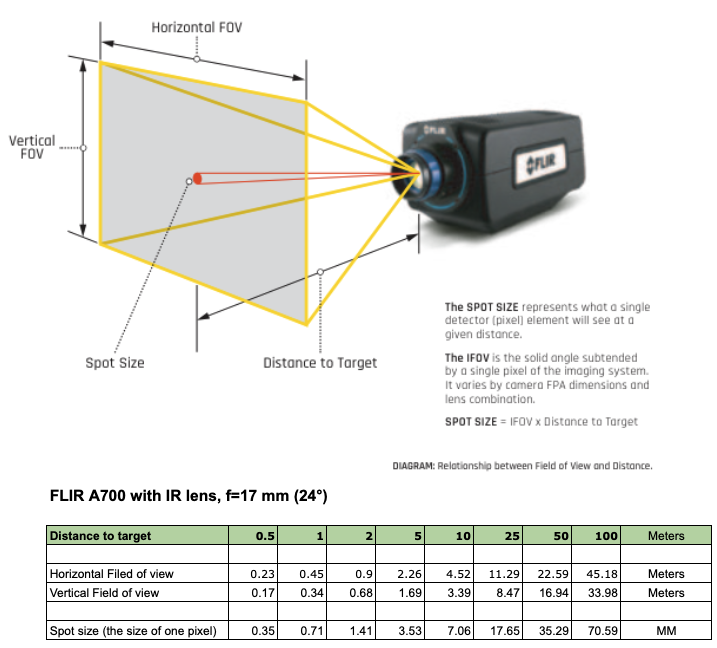 Horizontal FOV
Vertical
FOV
FLIR
FLIR
Spot Size
Distance to Target
The SPOT SIZE represents what a single
detector (pixel) element will see at a
given distance.
The IFOV is the solid angle subtended
by a single pixel of the imaging system.
It varies by camera FPA dimensions and
lens combination.
SPOT SIZE = IFOV x Distance to Target
DIAGRAM: Relationship between Field of View and Distance.
FLIR A700 with IR lens, f=17 mm (24°)
Distance to target 0.5 1 2 5 10 25 50 100 Meters
Horizontal Filed of view 0.23 0.45 0.9 2.26 4.52 11.29 22.59 45.18 Meters
Vertical Field of view 0.17 0.34 0.68 1.69 3.39 8.47 16.94 33.98 Meters
Spot size (the size of one pixel) 0.35 0.71 1.41 3.53 7.06 17.65 35.29 70.59 MM